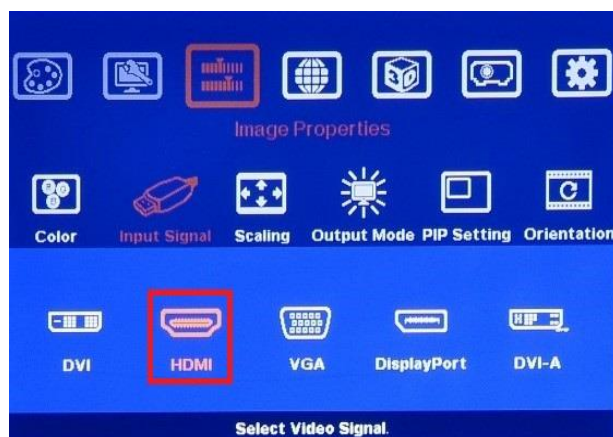 3D
Image Properties
R G B
Color Input Signal Scaling Output Mode PIP Setting Orientation
DVI HDMI VGA DisplayPort DVI-A
Select Video Signal.